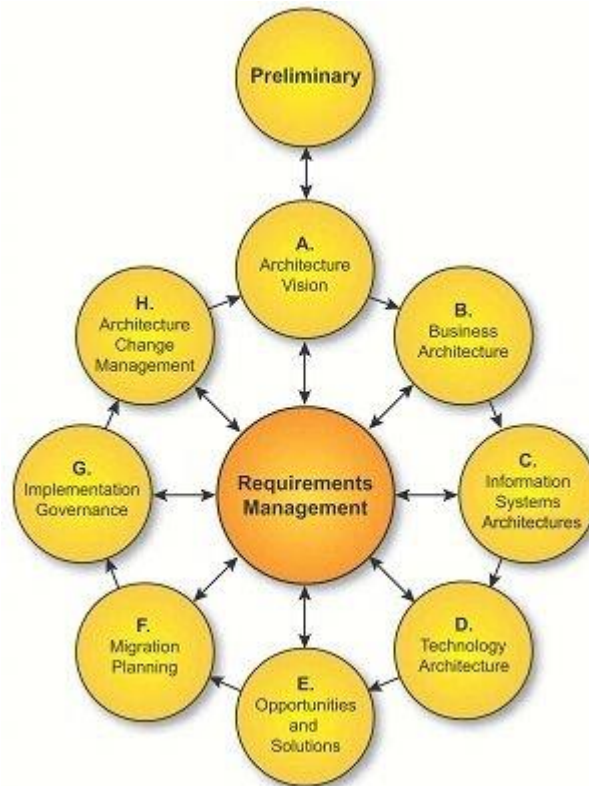 Preliminary
A.
Architecture
Vision
B.
Business
Architecture
C.
Information
Systems
Architectures
D.
Technology
Architecture
E.
Opportunities
and
Solutions
F.
Migration
Planning
G.
Implementation
Governance
H.
Architecture
Change
Management
Requirements
Management